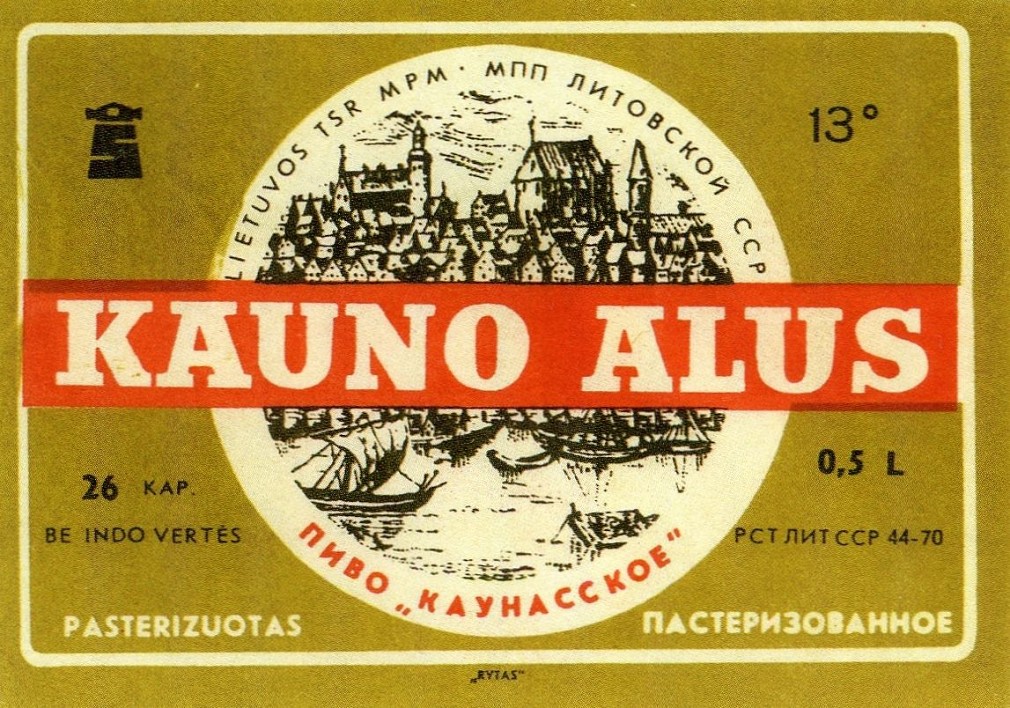 LIETUVOS TSR MPM · МПП ЛИТОВСКОЙ ССР
13°
KAUNO ALUS
26 KAP.
BE INDO VERTĖS
0,5 L
РСТ ЛИТ ССР 44-70
ПИВО „КАУНАССКОЕ"
PASTERIZUOTAS
ПАСТЕРИЗОВАННОЕ
„RYTAS"